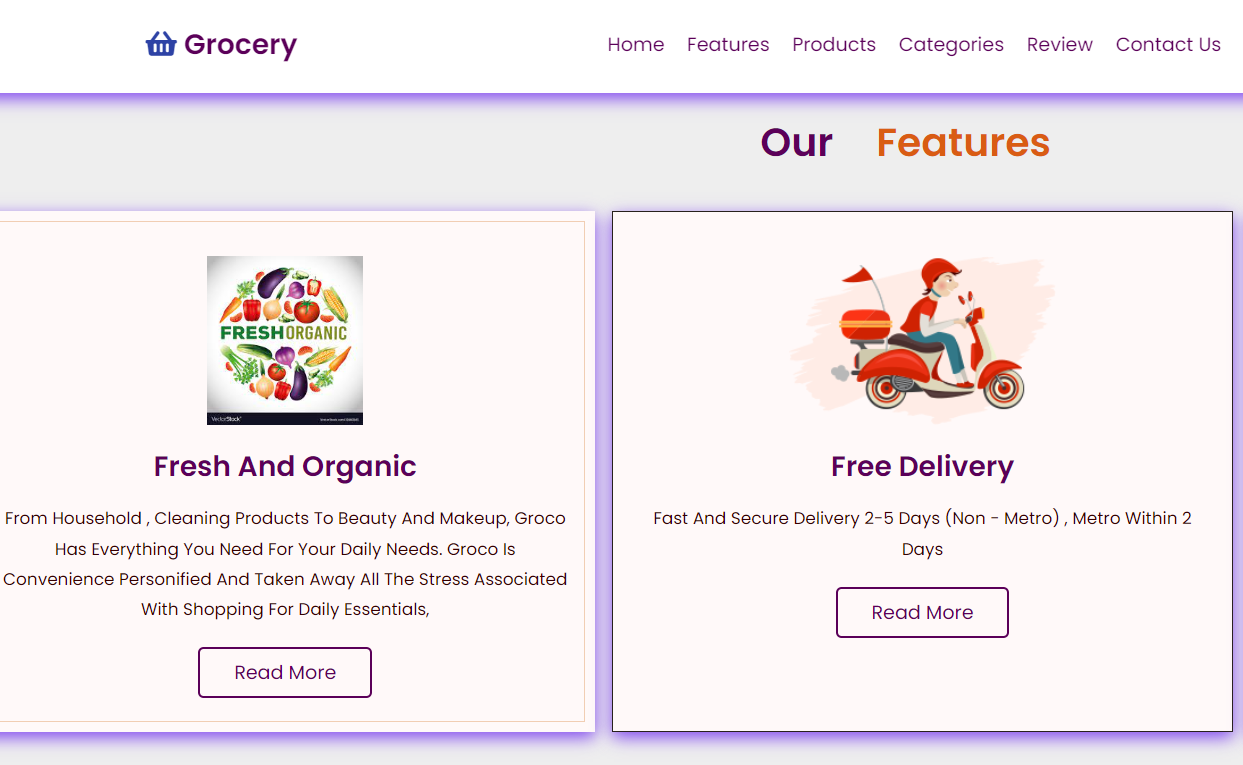 Grocery
Home Features Products Categories Review Contact Us
Our Features
FRESH ORGANIC
VectorStock®
Fresh And Organic
From Household , Cleaning Products To Beauty And Makeup, Groco
Has Everything You Need For Your Daily Needs. Groco Is
Convenience Personified And Taken Away All The Stress Associated
With Shopping For Daily Essentials,
Read More
Free Delivery
Fast And Secure Delivery 2-5 Days (Non - Metro) , Metro Within 2
Days
Read More